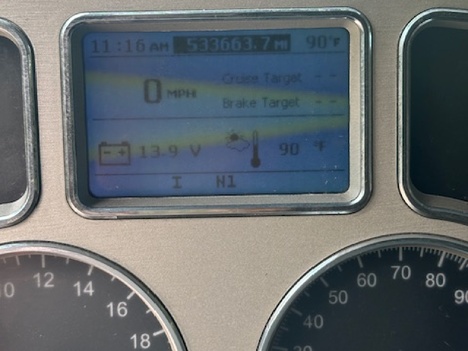 11:16 AM 533663.7 MI 90°F
0 MPH
Cruise Target --
Brake Target --
13.9 V 90 °F
I N1
10 12 14 16 18
30 40 50 60 70 80 90